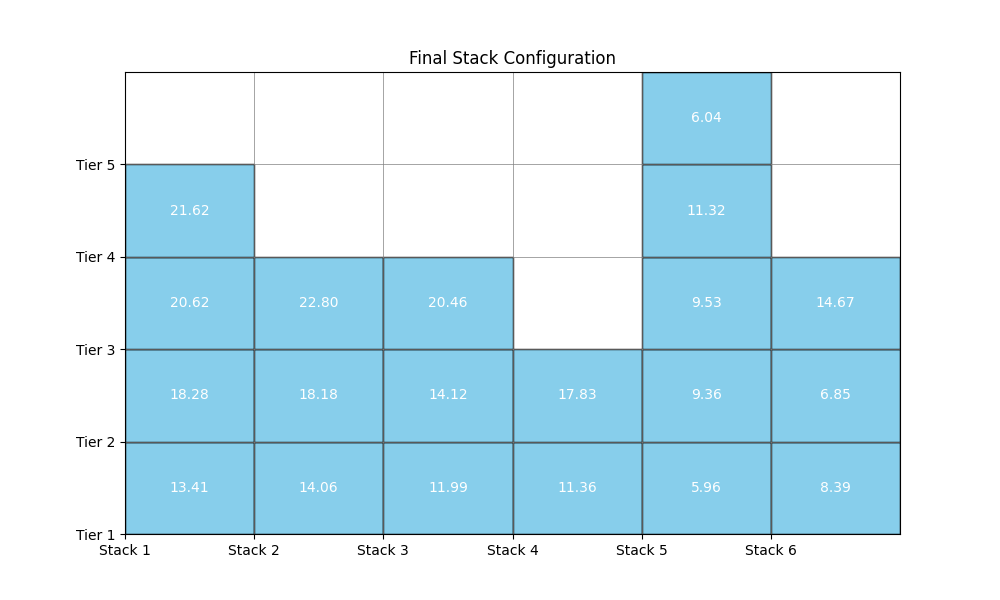 Final Stack Configuration
6.04
Tier 5
21.62 11.32
Tier 4
20.62 22.80 20.46 9.53 14.67
Tier 3
18.28 18.18 14.12 17.83 9.36 6.85
Tier 2
13.41 14.06 11.99 11.36 5.96 8.39
Tier 1
Stack 1 Stack 2 Stack 3 Stack 4 Stack 5 Stack 6